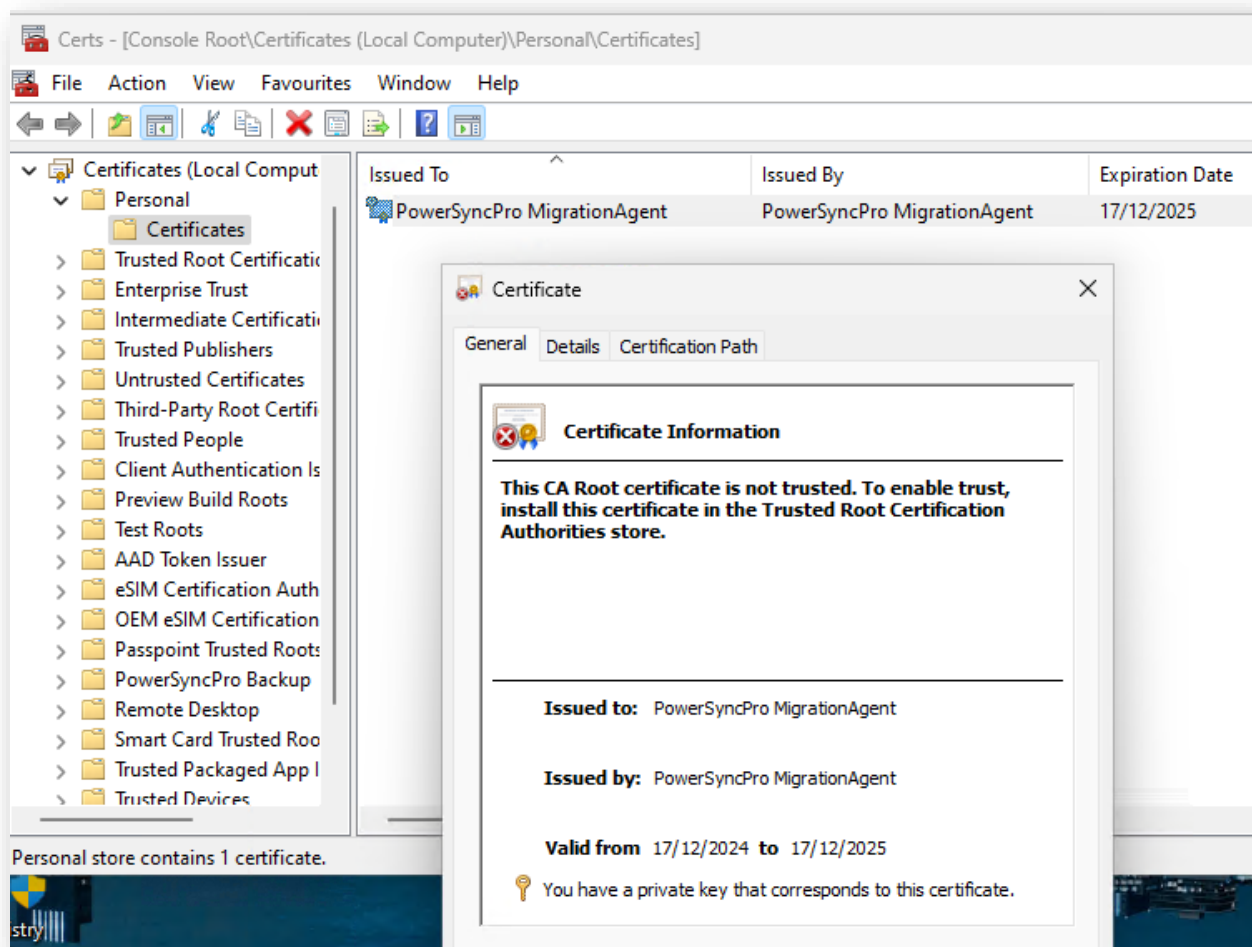 Certs - [Console Root\Certificates (Local Computer)\Personal\Certificates]
File Action View Favourites Window Help
Certificates (Local Comput
Personal
Certificates
Trusted Root Certificatic
Enterprise Trust
Intermediate Certificati
Trusted Publishers
Untrusted Certificates
Third-Party Root Certifi
Trusted People
Client Authentication Is
Preview Build Roots
Test Roots
AAD Token Issuer
eSIM Certification Auth
OEM eSIM Certification
Passpoint Trusted Roots
PowerSyncPro Backup
Remote Desktop
Smart Card Trusted Roo
Trusted Packaged App I
Trusted Devices
Issued To Issued By Expiration Date
PowerSyncPro MigrationAgent PowerSyncPro MigrationAgent 17/12/2025
Certificate
General Details Certification Path
Certificate Information
This CA Root certificate is not trusted. To enable trust,
install this certificate in the Trusted Root Certification
Authorities store.
Issued to: PowerSyncPro MigrationAgent
Issued by: PowerSyncPro MigrationAgent
Valid from 17/12/2024 to 17/12/2025
You have a private key that corresponds to this certificate.
Personal store contains 1 certificate.
istry